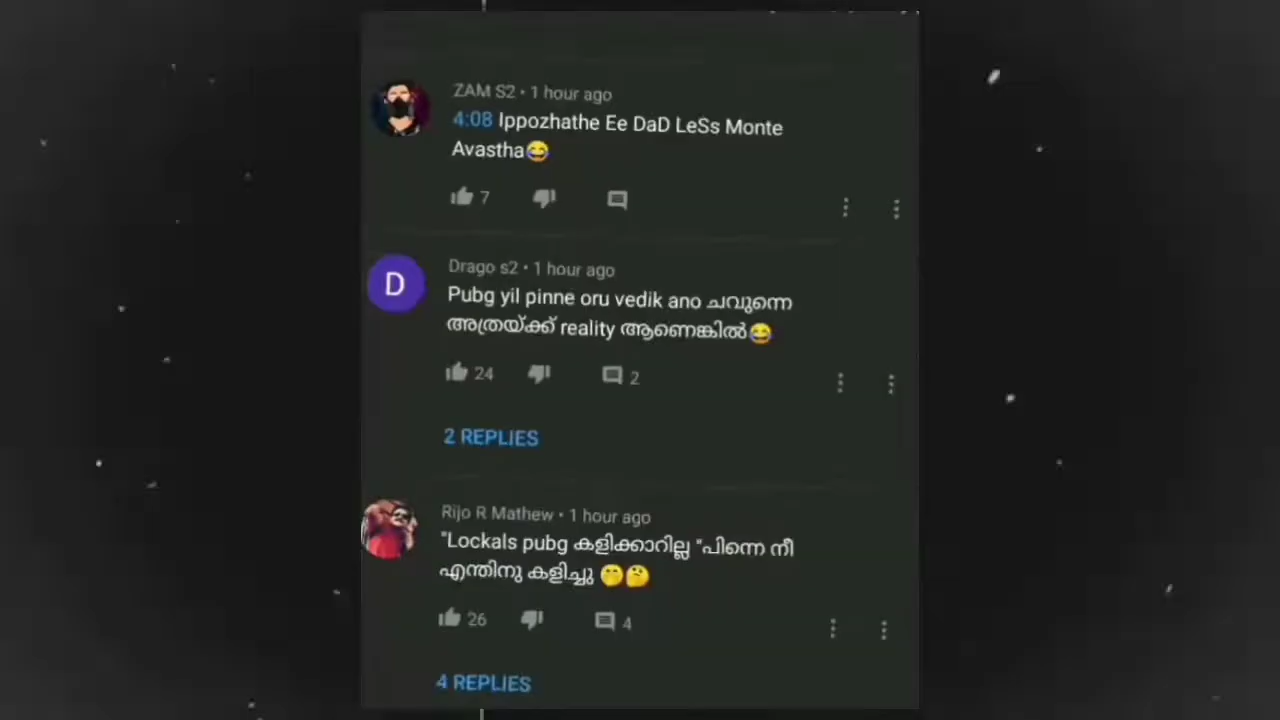 ZAM S2 • 1 hour ago
4:08 Ippozhathe Ee DaD LeSs Monte
Avastha😂
7
D
Drago s2 • 1 hour ago
Pubg yil pinne oru vedik ano ചവുന്നെ
അത്രയ്ക്ക് reality ആണെങ്കിൽ😂
24
2
2 REPLIES
Rijo R Mathew • 1 hour ago
"Lockals pubg കളിക്കാറില്ല "പിന്നെ നീ
എന്തിനു കളിച്ചു 🤭🤔
26
4
4 REPLIES